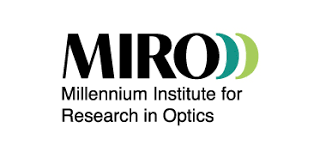 MIRO
Millennium Institute for
Research in Optics